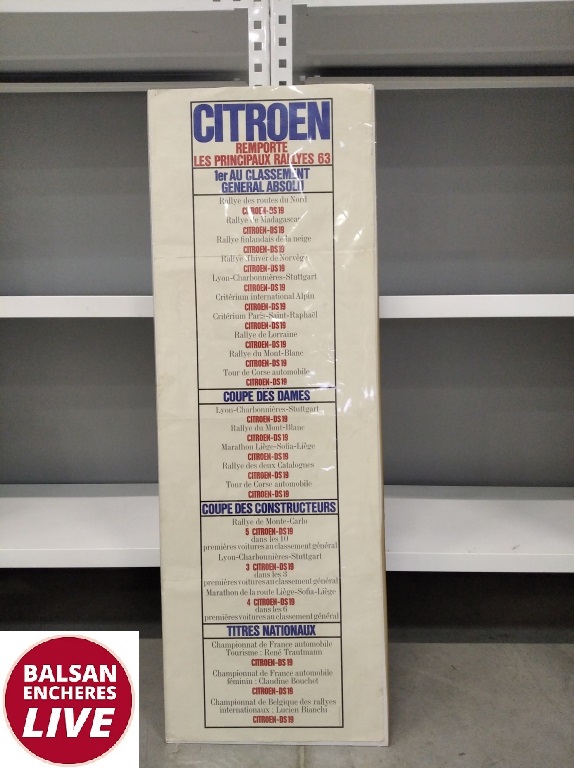 CITROEN
REMPORTE
LES PRINCIPAUX RALLYES 63
1er AU CLASSEMENT
GENERAL ABSOLU
Rallye des routes du Nord
CITROEN-DS 19
Rallye de Madagascar
CITROEN-DS 19
Rallye finlandais de la neige
CITROEN-DS 19
Rallye d'hiver de Norvège
CITROEN-DS 19
Lyon-Charbonnières-Stuttgart
CITROEN-DS 19
Critérium international Alpin
CITROEN-DS 19
Critérium Paris-Saint-Raphaël
CITROEN-DS 19
Rallye de Lorraine
CITROEN-DS 19
Rallye du Mont-Blanc
CITROEN-DS 19
Tour de Corse automobile
CITROEN-DS 19
COUPE DES DAMES
Lyon-Charbonnières-Stuttgart
CITROEN-DS 19
Rallye du Mont-Blanc
CITROEN-DS 19
Marathon Liège-Sofia-Liège
CITROEN-DS 19
Rallye des deux Catalognes
CITROEN-DS 19
Tour de Corse automobile
CITROEN-DS 19
COUPE DES CONSTRUCTEURS
Rallye de Monte-Carlo
5 CITROEN-DS 19
dans les 10
premières voitures au classement général
Lyon-Charbonnières-Stuttgart
3 CITROEN-DS 19
dans les 8
premières voitures au classement général
Marathon de la route Liège-Sofia-Liège
4 CITROEN-DS 19
dans les 6
premières voitures au classement général
TITRES NATIONAUX
Championnat de France automobile
Tourisme : René Trautmann
CITROEN-DS 19
Championnat de France automobile
féminin : Claudine Bouchet
CITROEN-DS 19
Championnat de Belgique des rallyes
internationaux : Lucien Bianchi
CITROEN-DS 19
BALSAN
ENCHERES
LIVE